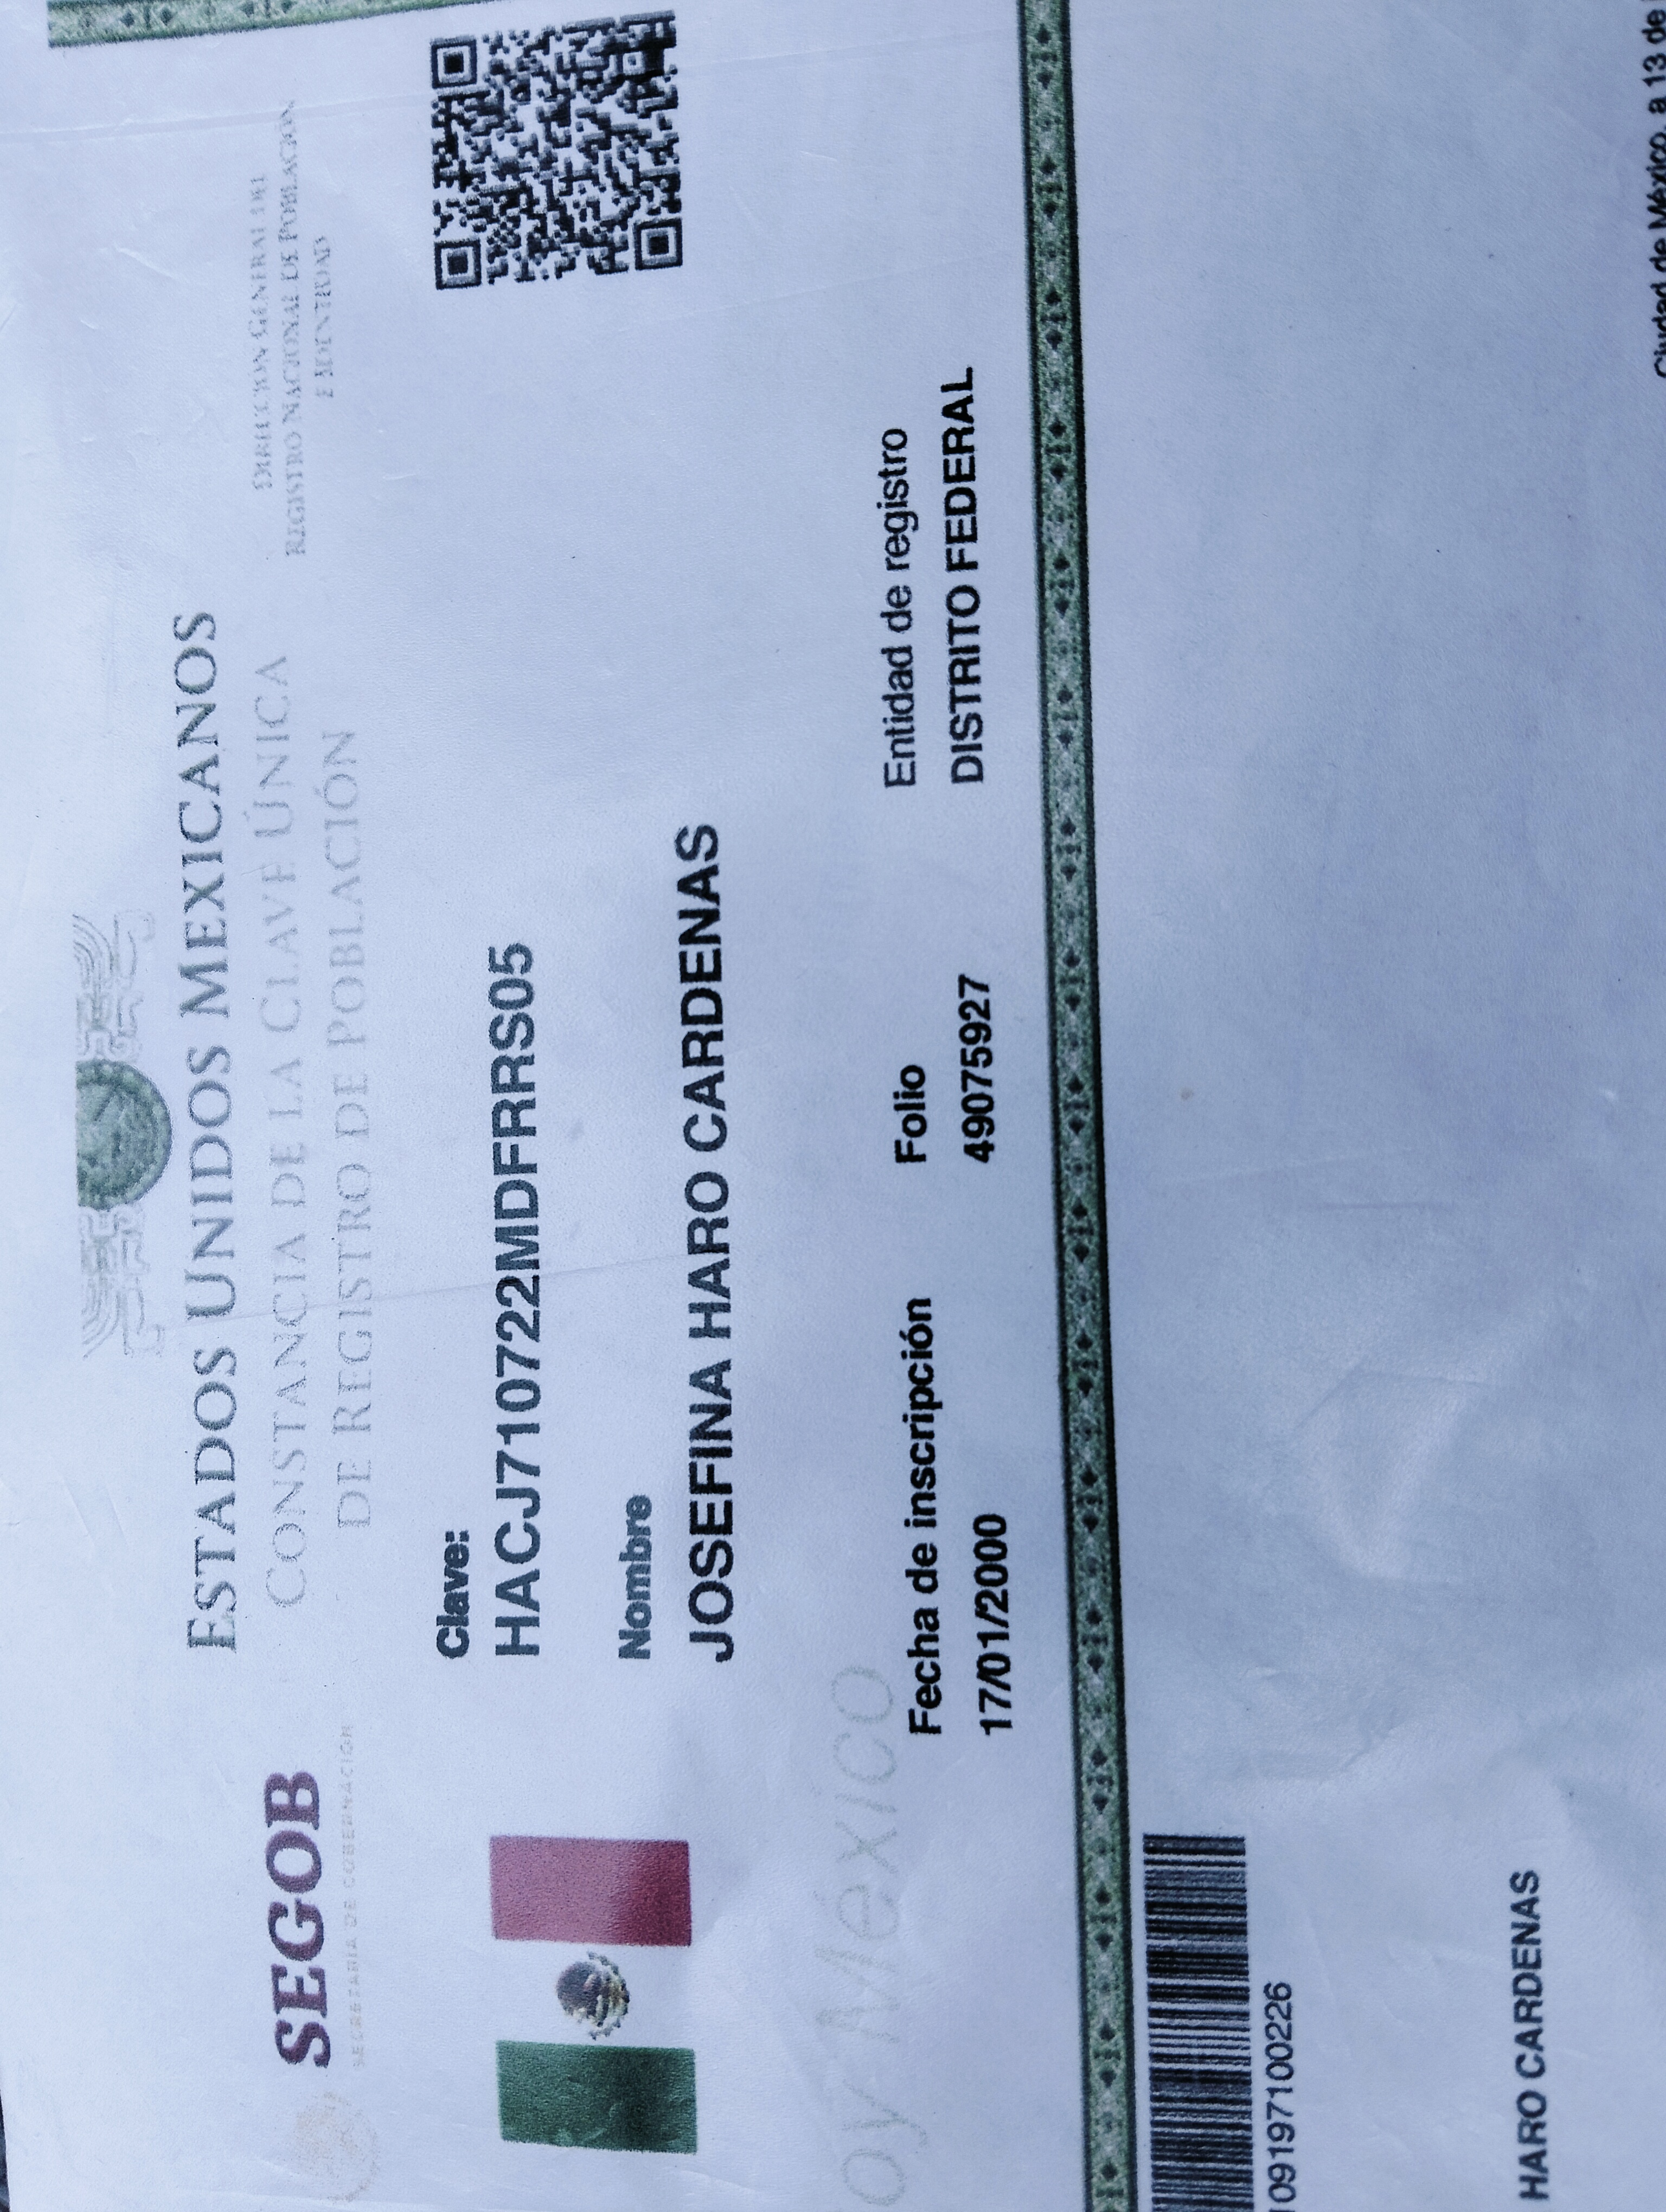 ESTADOS UNIDOS MEXICANOS
CONSTANCIA DE LA CLAVE ÚNICA
DE REGISTRO DE POBLACIÓN
SEGOB
SECRETARÍA DE GOBERNACIÓN
DIRECCIÓN GENERAL DEL
REGISTRO NACIONAL DE POBLACIÓN
E IDENTIDAD
Clave:
HACJ710722MDFRRS05
Nombre
JOSEFINA HARO CARDENAS
oy México
Fecha de inscripción Folio Entidad de registro
17/01/2000 49075927 DISTRITO FEDERAL
109197100226
HARO CARDENAS
Ciudad de México, a 13 de